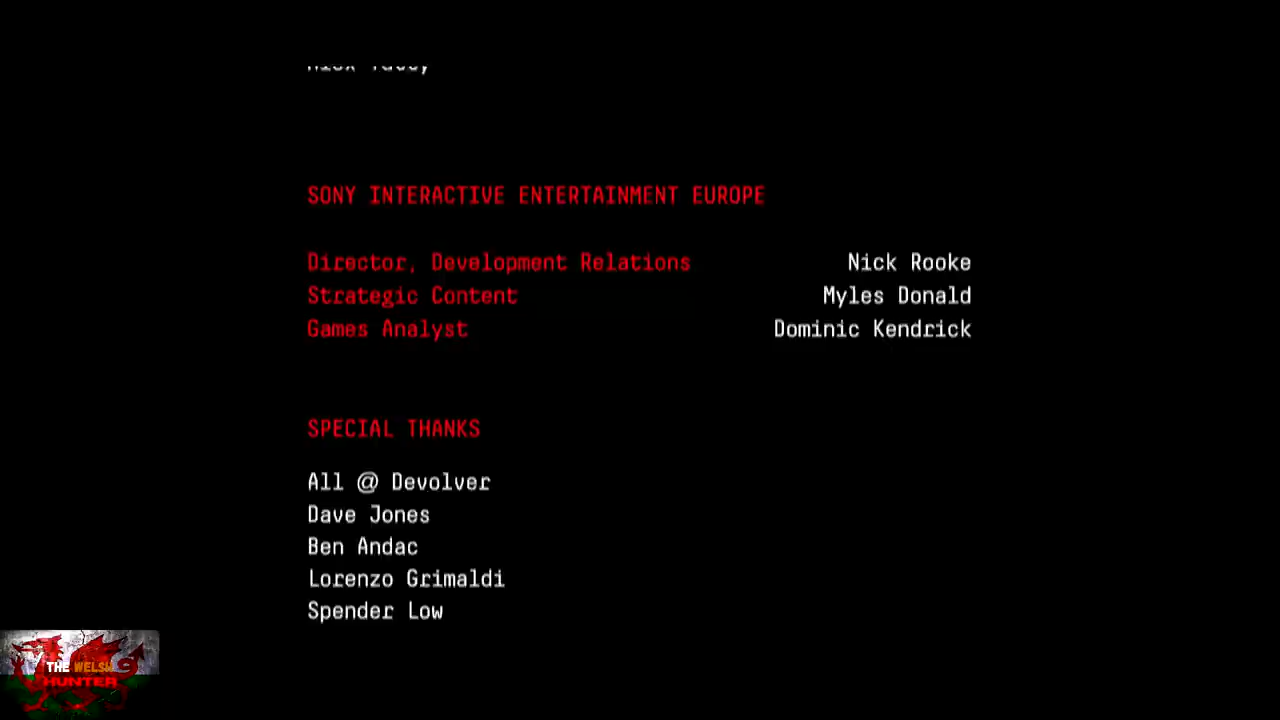 SONY INTERACTIVE ENTERTAINMENT EUROPE
Director, Development Relations Nick Rooke
Strategic Content Myles Donald
Games Analyst Dominic Kendrick
SPECIAL THANKS
All @ Devolver
Dave Jones
Ben Andac
Lorenzo Grimaldi
Spender Low
THE WELSH
HUNTER